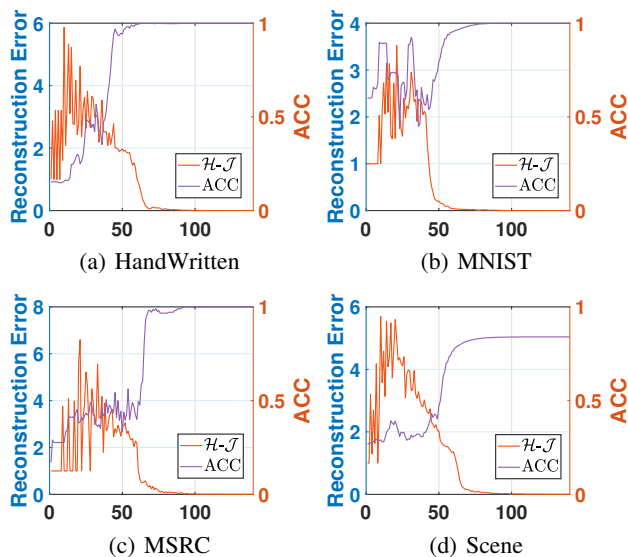 6
4
2
0
Reconstruction Error
1
0.5
0
ACC
H-J
ACC
0
50
100
(a) HandWritten
4
3
2
1
0
Reconstruction Error
1
0.5
0
ACC
H-J
ACC
0
50
100
(b) MNIST
8
6
4
2
0
Reconstruction Error
1
0.5
0
ACC
H-J
ACC
0
50
100
(c) MSRC
6
4
2
0
Reconstruction Error
1
0.5
0
ACC
H-J
ACC
0
50
100
(d) Scene